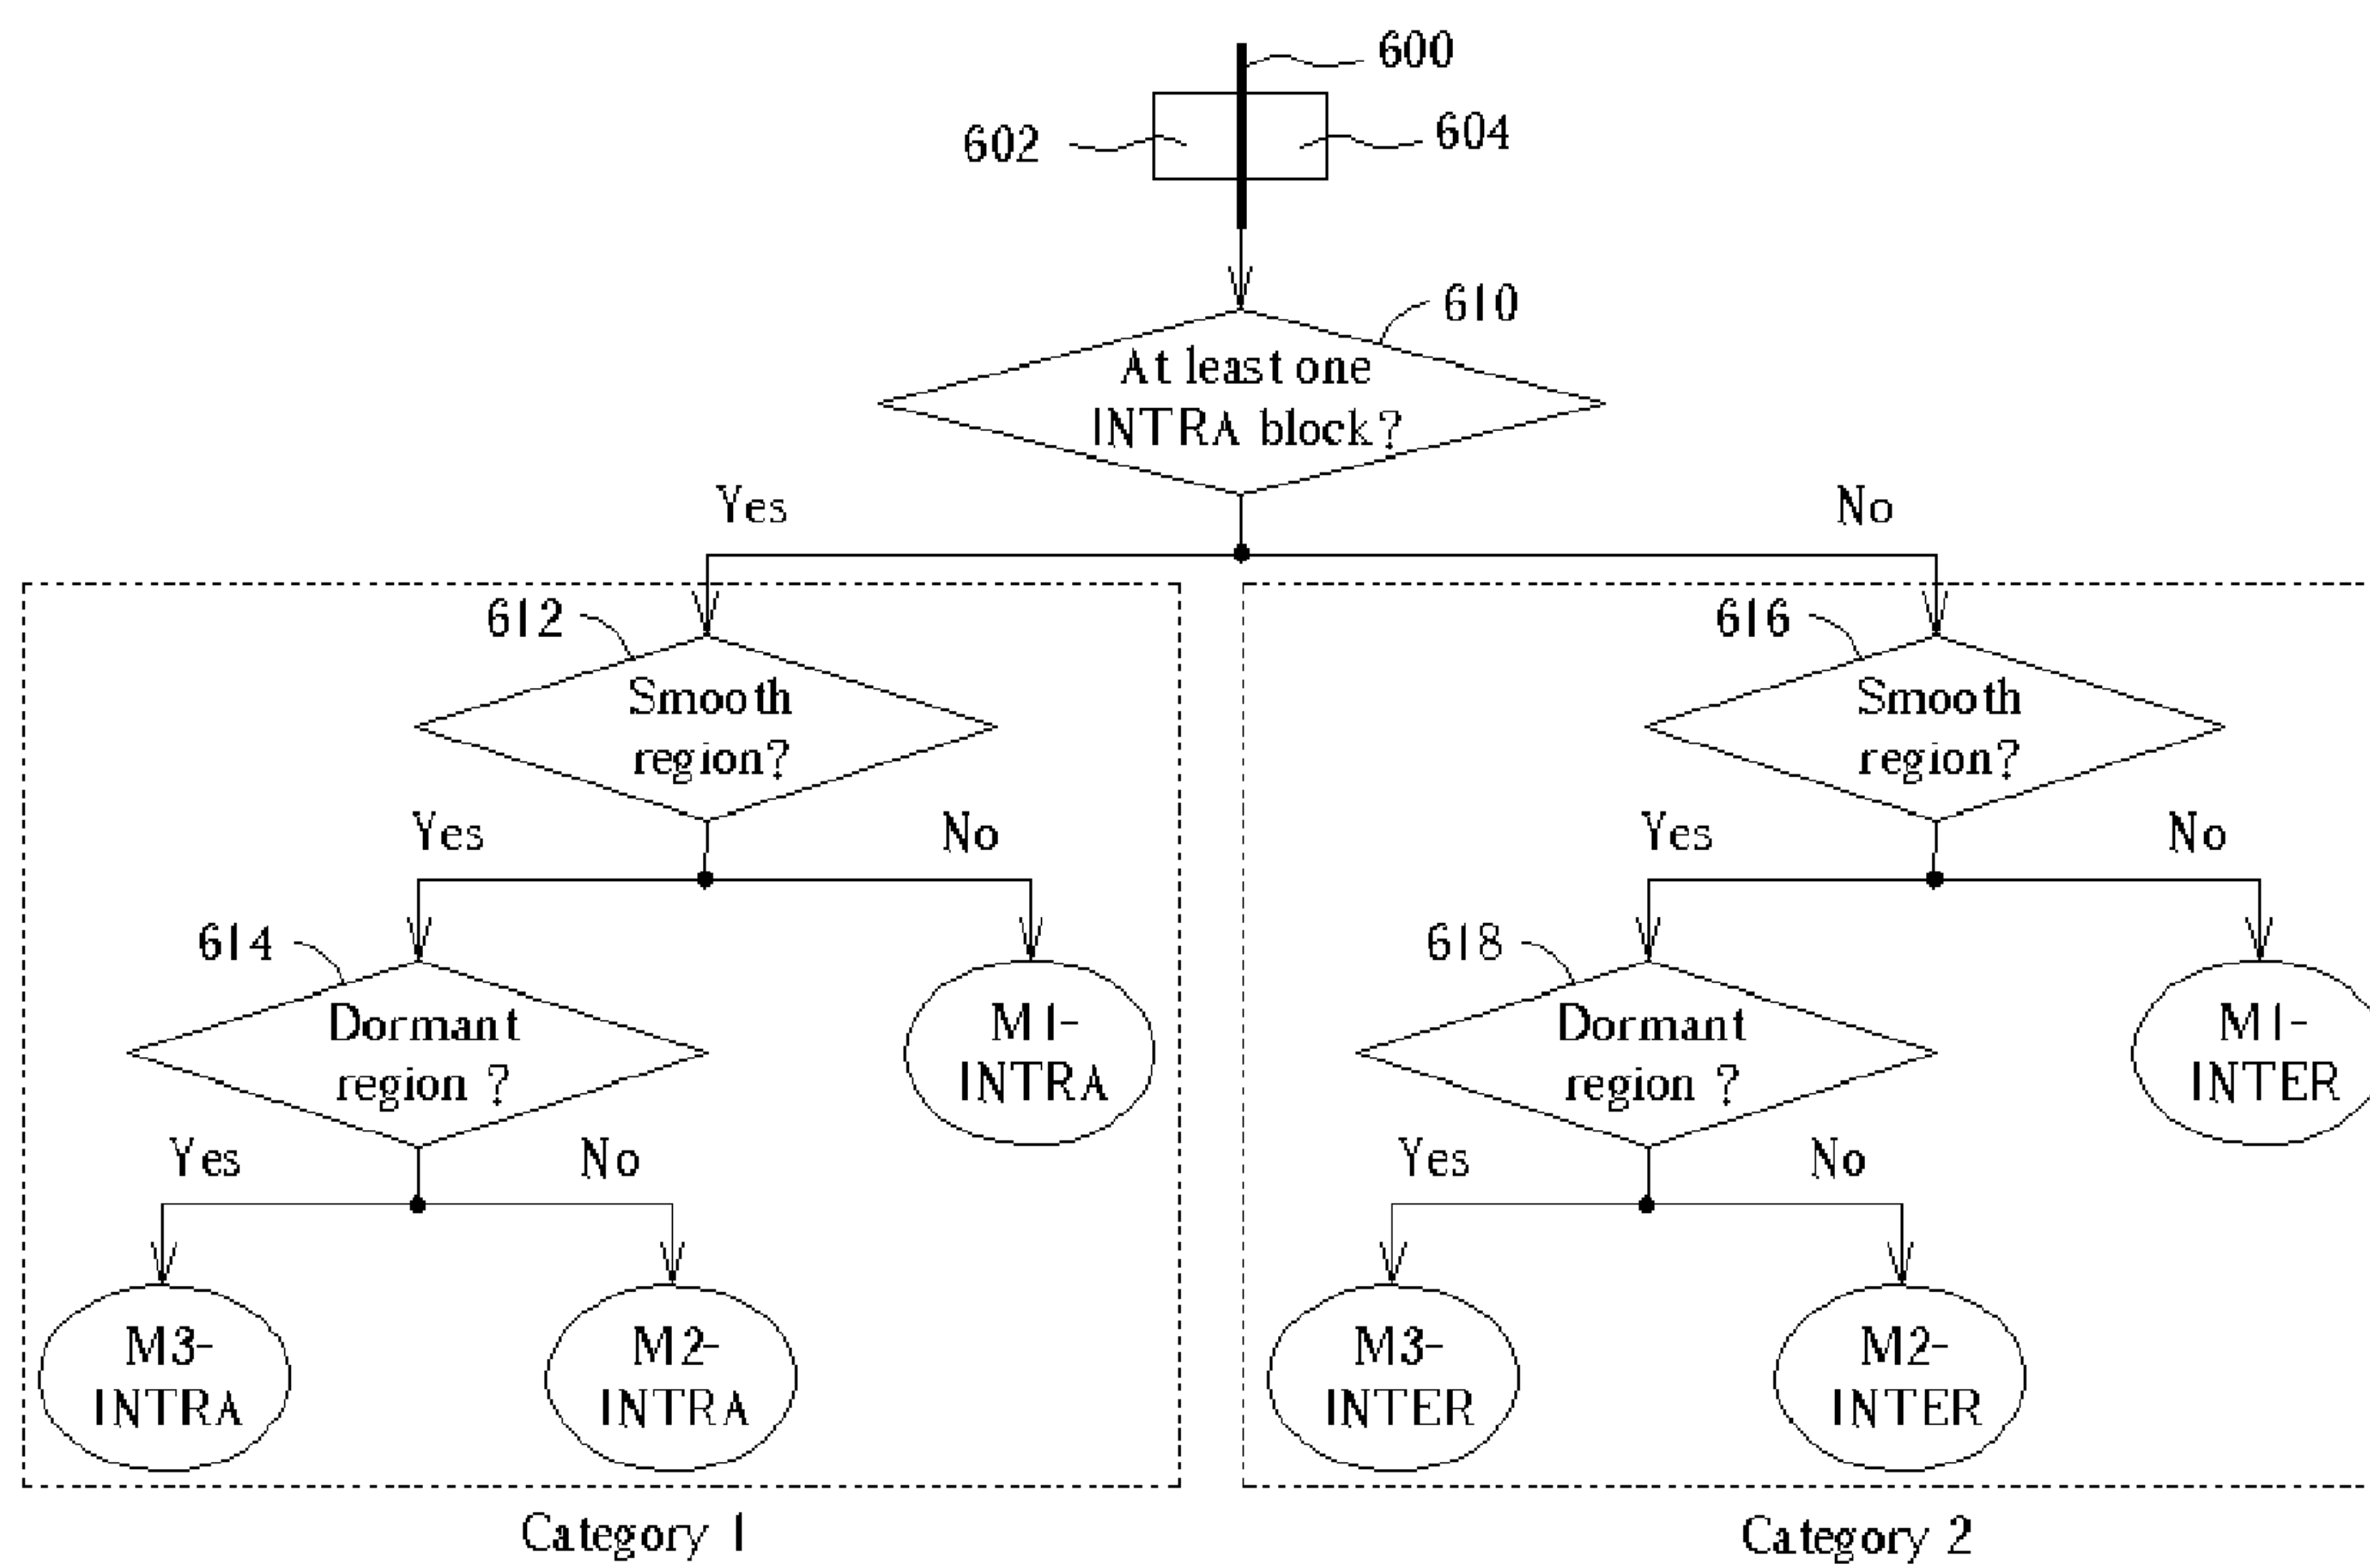 600
602
604
610
At least one
INTRA block?
Yes
No
612
Smooth
region?
616
Smooth
region?
Yes
No
Yes
No
614
Dormant
region ?
M1-
INTRA
618
Dormant
region ?
M1-
INTER
Yes
No
Yes
No
M3-
INTRA
M2-
INTRA
M3-
INTER
M2-
INTER
Category 1
Category 2